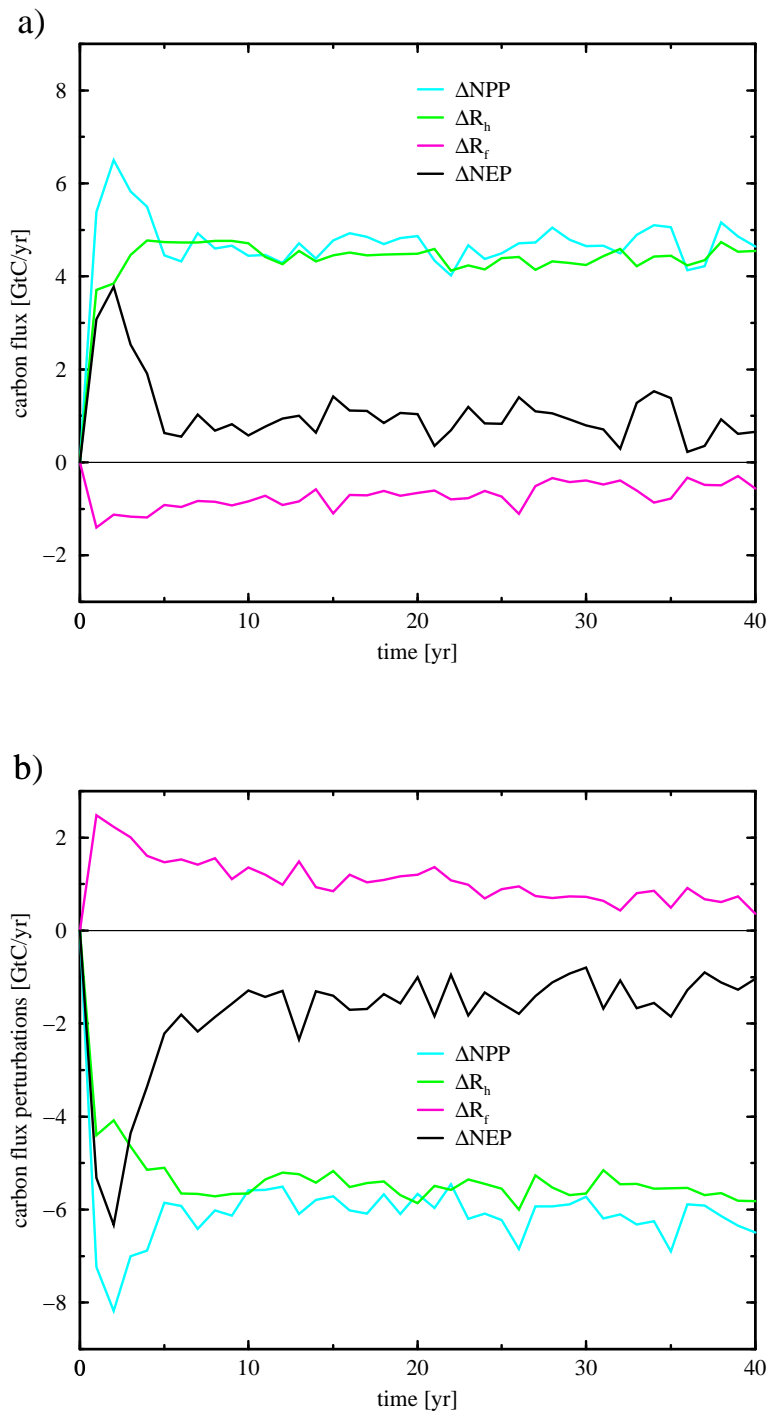 a)
carbon flux [GtC/yr]
8
6
4
2
0
−2
ΔNPP
ΔRh
ΔRf
ΔNEP
0 10 20 30 40
time [yr]
b)
carbon flux perturbations [GtC/yr]
2
0
−2
−4
−6
−8
ΔNPP
ΔRh
ΔRf
ΔNEP
0 10 20 30 40
time [yr]